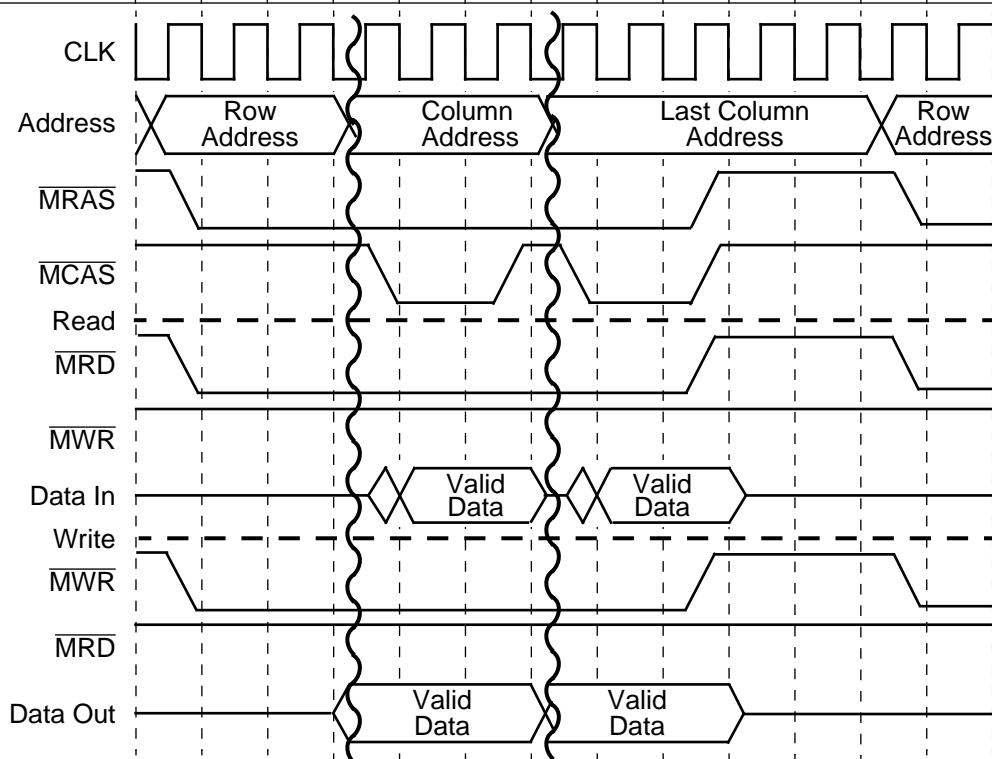 CLK
Address
Row
Address
Column
Address
Last Column
Address
Row
Address
MRAS
MCAS
Read
MRD
MWR
Data In
Valid
Data
Valid
Data
Write
MWR
MRD
Data Out
Valid
Data
Valid
Data